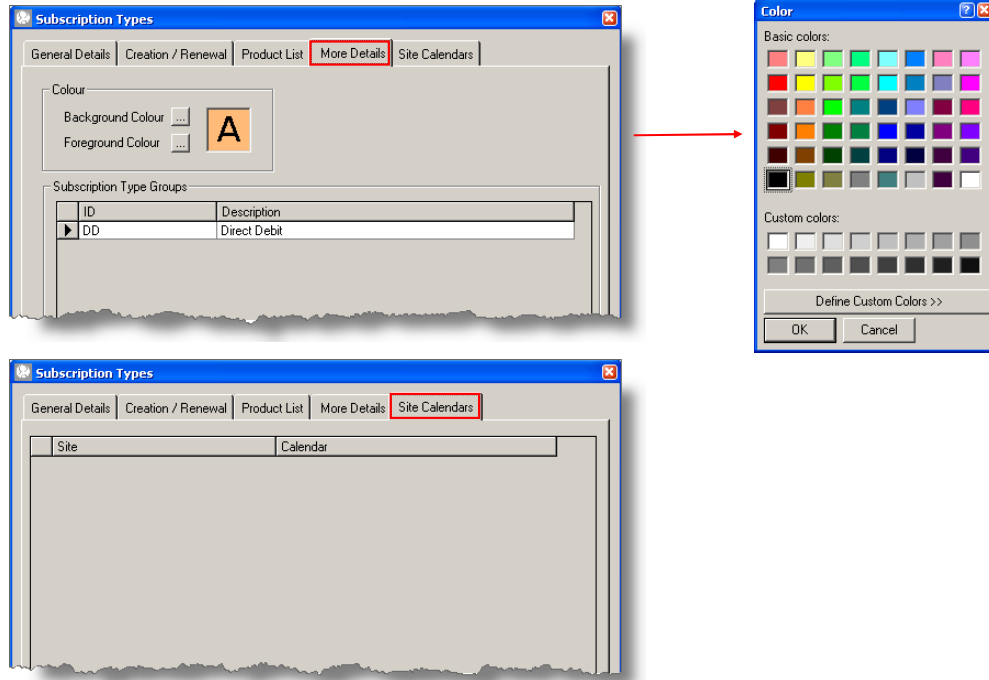 Subscription Types
General Details Creation / Renewal Product List More Details Site Calendars
Colour
Background Colour ...
Foreground Colour ...
A
Subscription Type Groups
ID Description
DD Direct Debit
Color
Basic colors:
Custom colors:
Define Custom Colors >>
OK Cancel
Subscription Types
General Details Creation / Renewal Product List More Details Site Calendars
Site Calendar